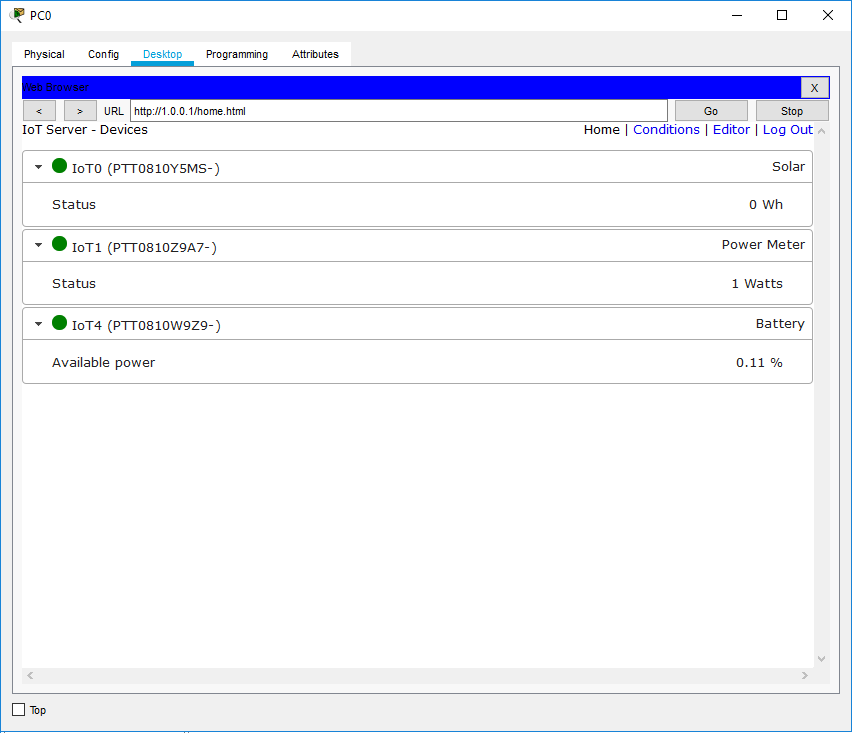 PC0
Physical Config Desktop Programming Attributes
Web Browser X
< > URL http://1.0.0.1/home.html Go Stop
IoT Server - Devices Home | Conditions | Editor | Log Out
IoT0 (PTT0810Y5MS-) Solar
Status 0 Wh
IoT1 (PTT0810Z9A7-) Power Meter
Status 1 Watts
IoT4 (PTT0810W9Z9-) Battery
Available power 0.11 %
Top